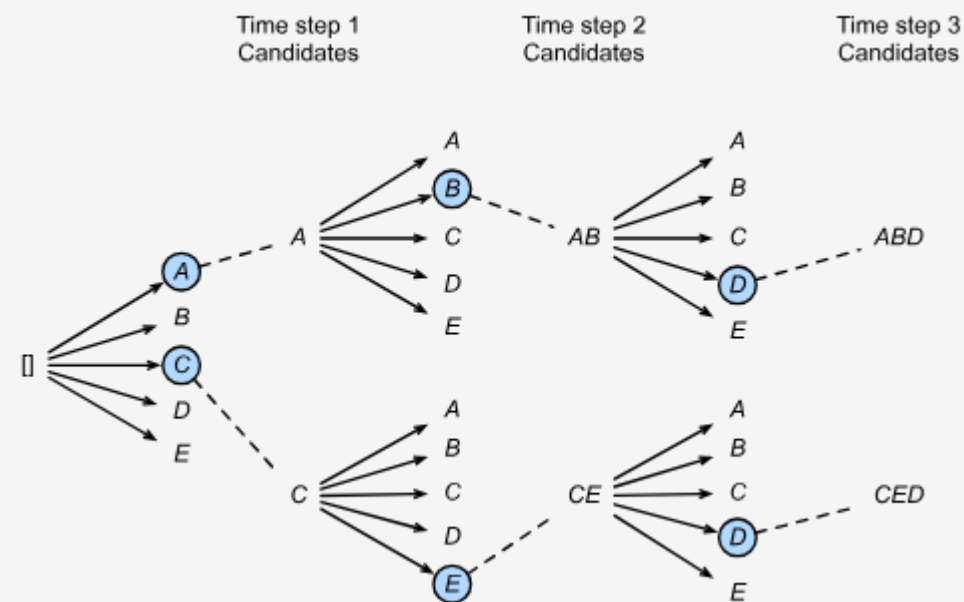 Time step 1
Candidates
Time step 2
Candidates
Time step 3
Candidates
[]
A
B
C
D
E
A
A
B
C
D
E
C
A
B
C
D
E
AB
A
B
C
D
E
CE
A
B
C
D
E
ABD
CED